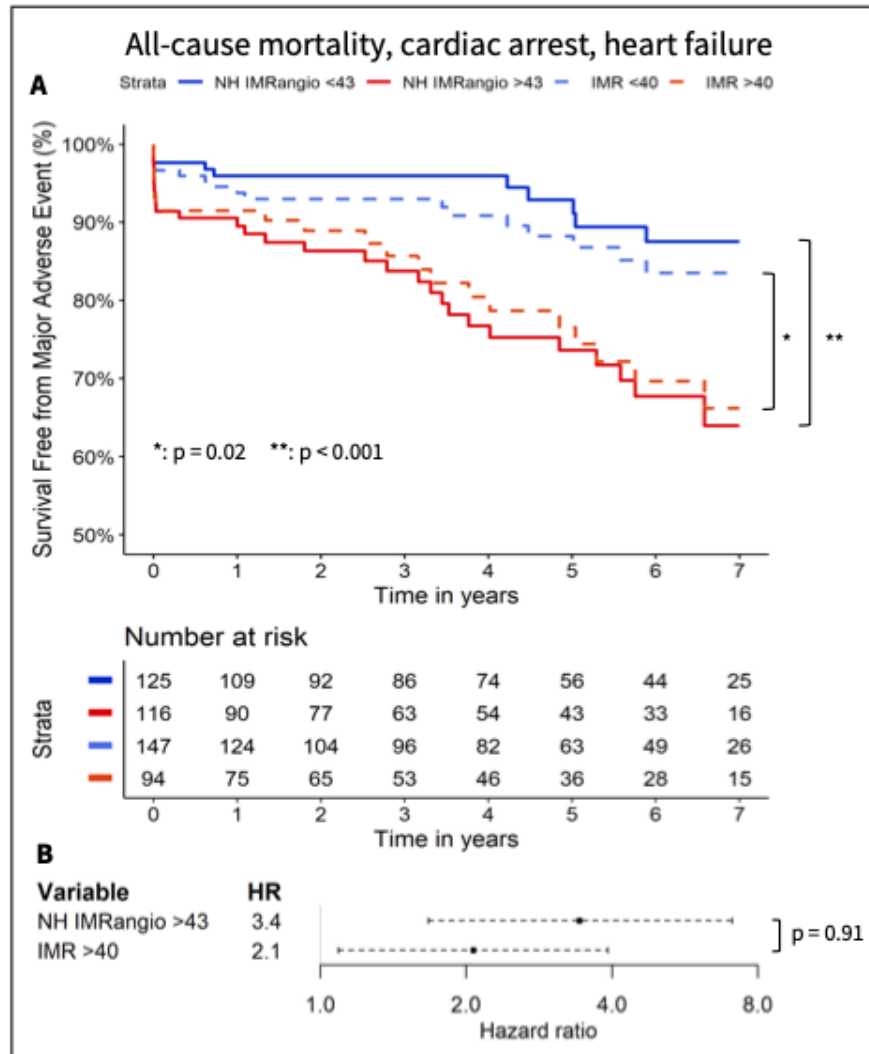 All-cause mortality, cardiac arrest, heart failure
A
Strata NH IMRangio <43 NH IMRangio >43 IMR <40 IMR >40
Survival Free from Major Adverse Event (%)
100%
90%
80%
70%
60%
50%
* **
*: p = 0.02 **: p < 0.001
0 1 2 3 4 5 6 7
Time in years
Number at risk
Strata
125 109 92 86 74 56 44 25
116 90 77 63 54 43 33 16
147 124 104 96 82 63 49 26
94 75 65 53 46 36 28 15
0 1 2 3 4 5 6 7
Time in years
B
Variable HR
NH IMRangio >43 3.4
IMR >40 2.1
p = 0.91
1.0 2.0 4.0 8.0
Hazard ratio